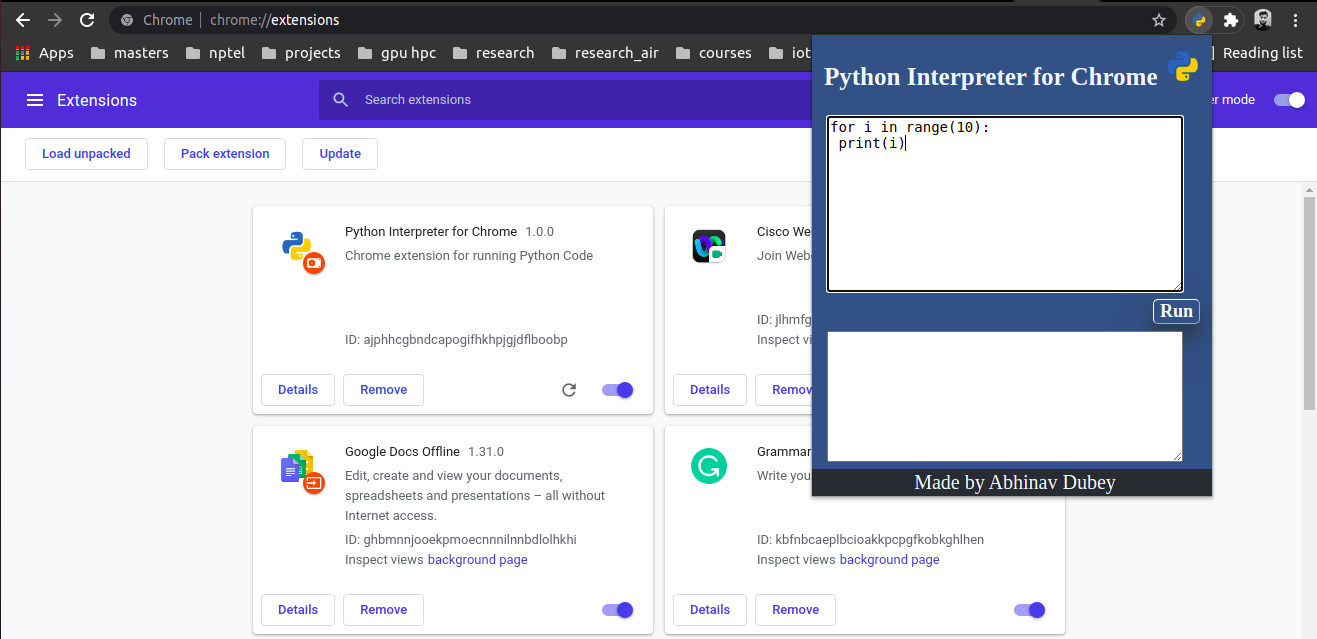 Chrome | chrome://extensions
Apps masters nptel projects gpu hpc research research_air courses iot Reading list
Extensions Search extensions er mode
Load unpacked Pack extension Update
Python Interpreter for Chrome
for i in range(10):
 print(i)
Run
Made by Abhinav Dubey
Python Interpreter for Chrome 1.0.0
Chrome extension for running Python Code
ID: ajphhcgbndcapogifhkhpjgjdflboobp
Details Remove
Cisco We
Join Web
ID: jlhmfg
Inspect vi
Details Remov
Google Docs Offline 1.31.0
Edit, create and view your documents,
spreadsheets and presentations – all without
Internet access.
ID: ghbmnnjooekpmoecnnnilnnbdlolhkhi
Inspect views background page
Details Remove
Grammar
Write you
ID: kbfnbcaeplbcioakkpcpgfkobkghlhen
Inspect views background page
Details Remove